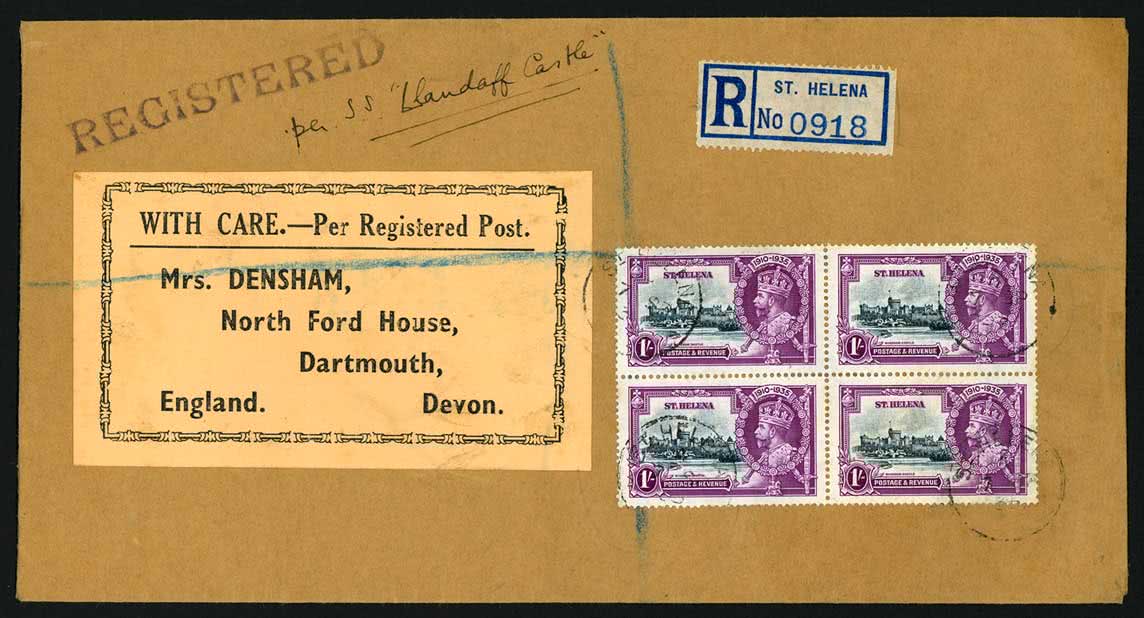 REGISTERED
per S.S. "Llandaff Castle"
R
ST. HELENA
No 0918
WITH CARE.—Per Registered Post.
Mrs. DENSHAM,
North Ford House,
Dartmouth,
England. Devon.
ST. HELENA
1910-1935
1/-
POSTAGE & REVENUE
ST. HELENA
1910-1935
1/-
POSTAGE & REVENUE
ST. HELENA
1910-1935
1/-
POSTAGE & REVENUE
ST. HELENA
1910-1935
1/-
POSTAGE & REVENUE